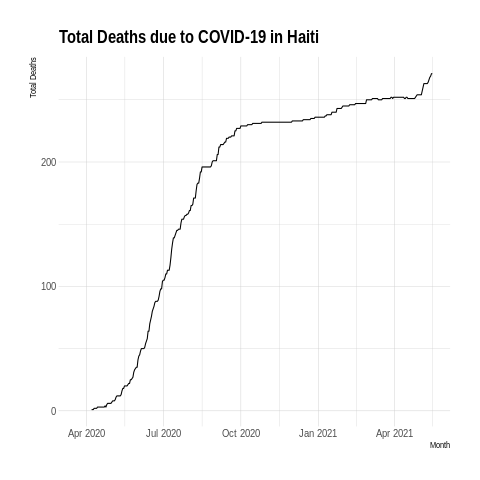 Total Deaths due to COVID-19 in Haiti
Total Deaths
200
100
0
Apr 2020 Jul 2020 Oct 2020 Jan 2021 Apr 2021
Month